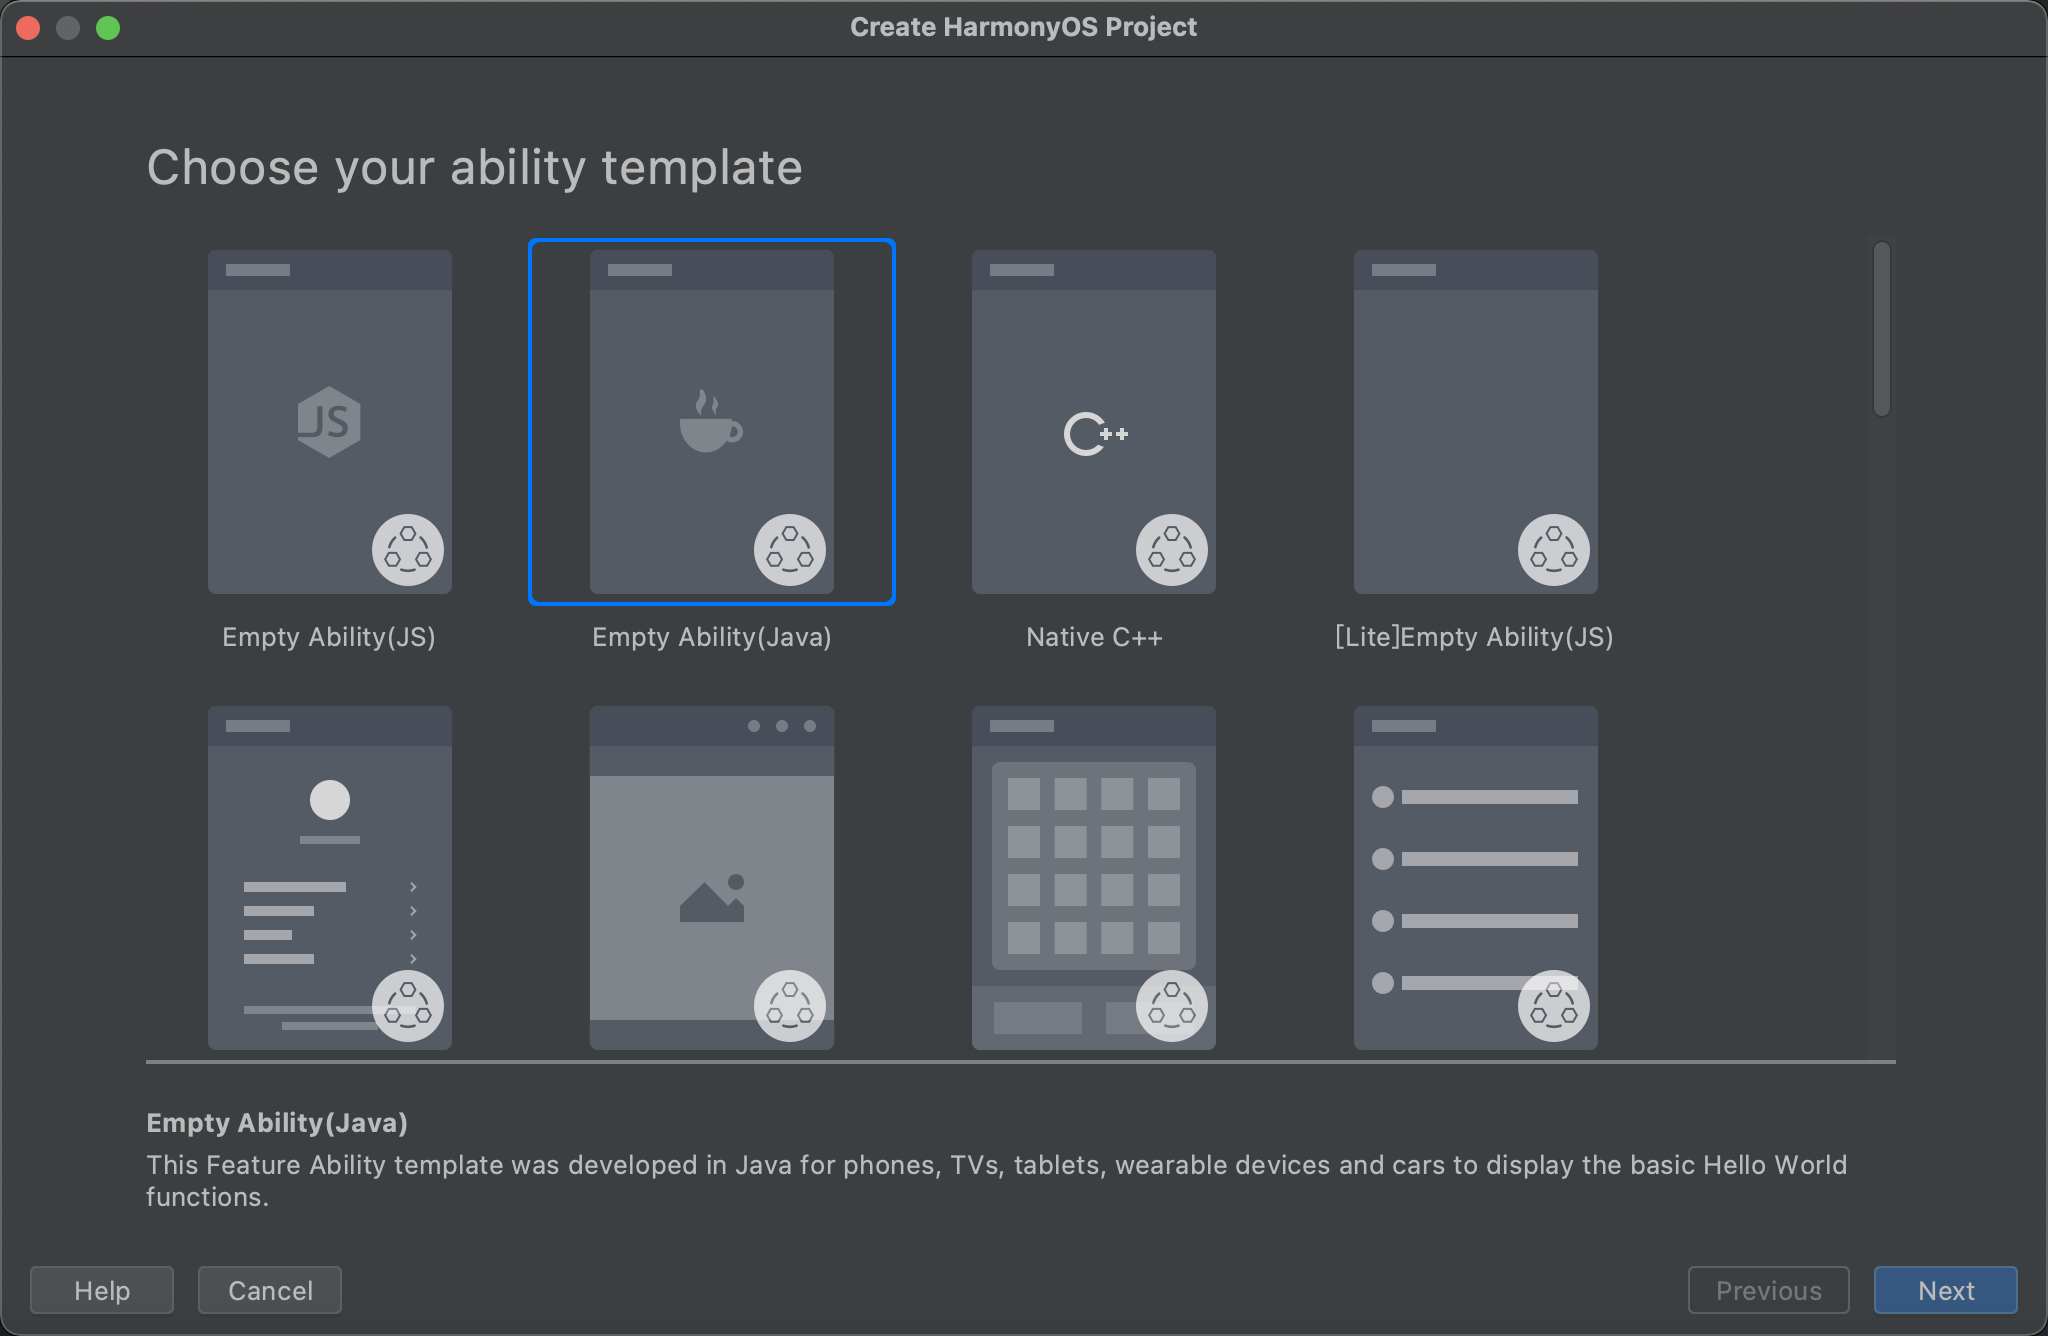 Create HarmonyOS Project
Choose your ability template
JS
C++
Empty Ability(JS)
Empty Ability(Java)
Native C++
[Lite]Empty Ability(JS)
Empty Ability(Java)
This Feature Ability template was developed in Java for phones, TVs, tablets, wearable devices and cars to display the basic Hello World
functions.
Help
Cancel
Previous
Next